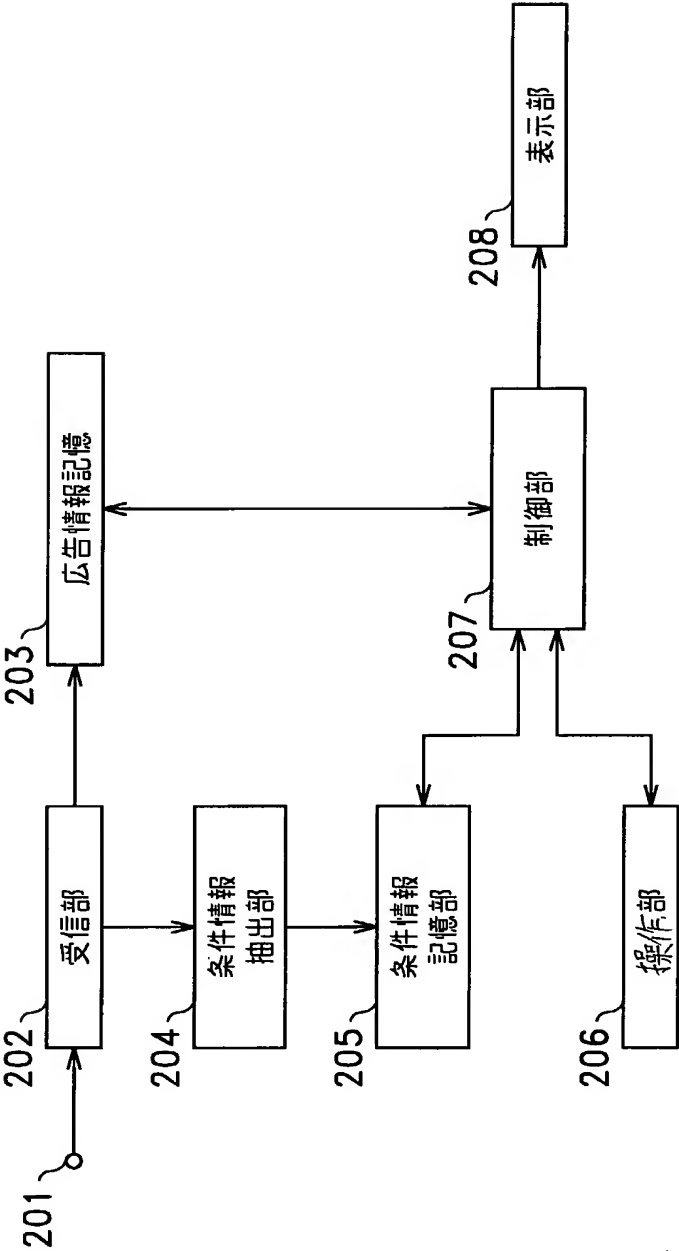 201
202
受信部
203
広告情報記憶
204
条件情報
抽出部
205
条件情報
記憶部
206
操作部
207
制御部
208
表示部